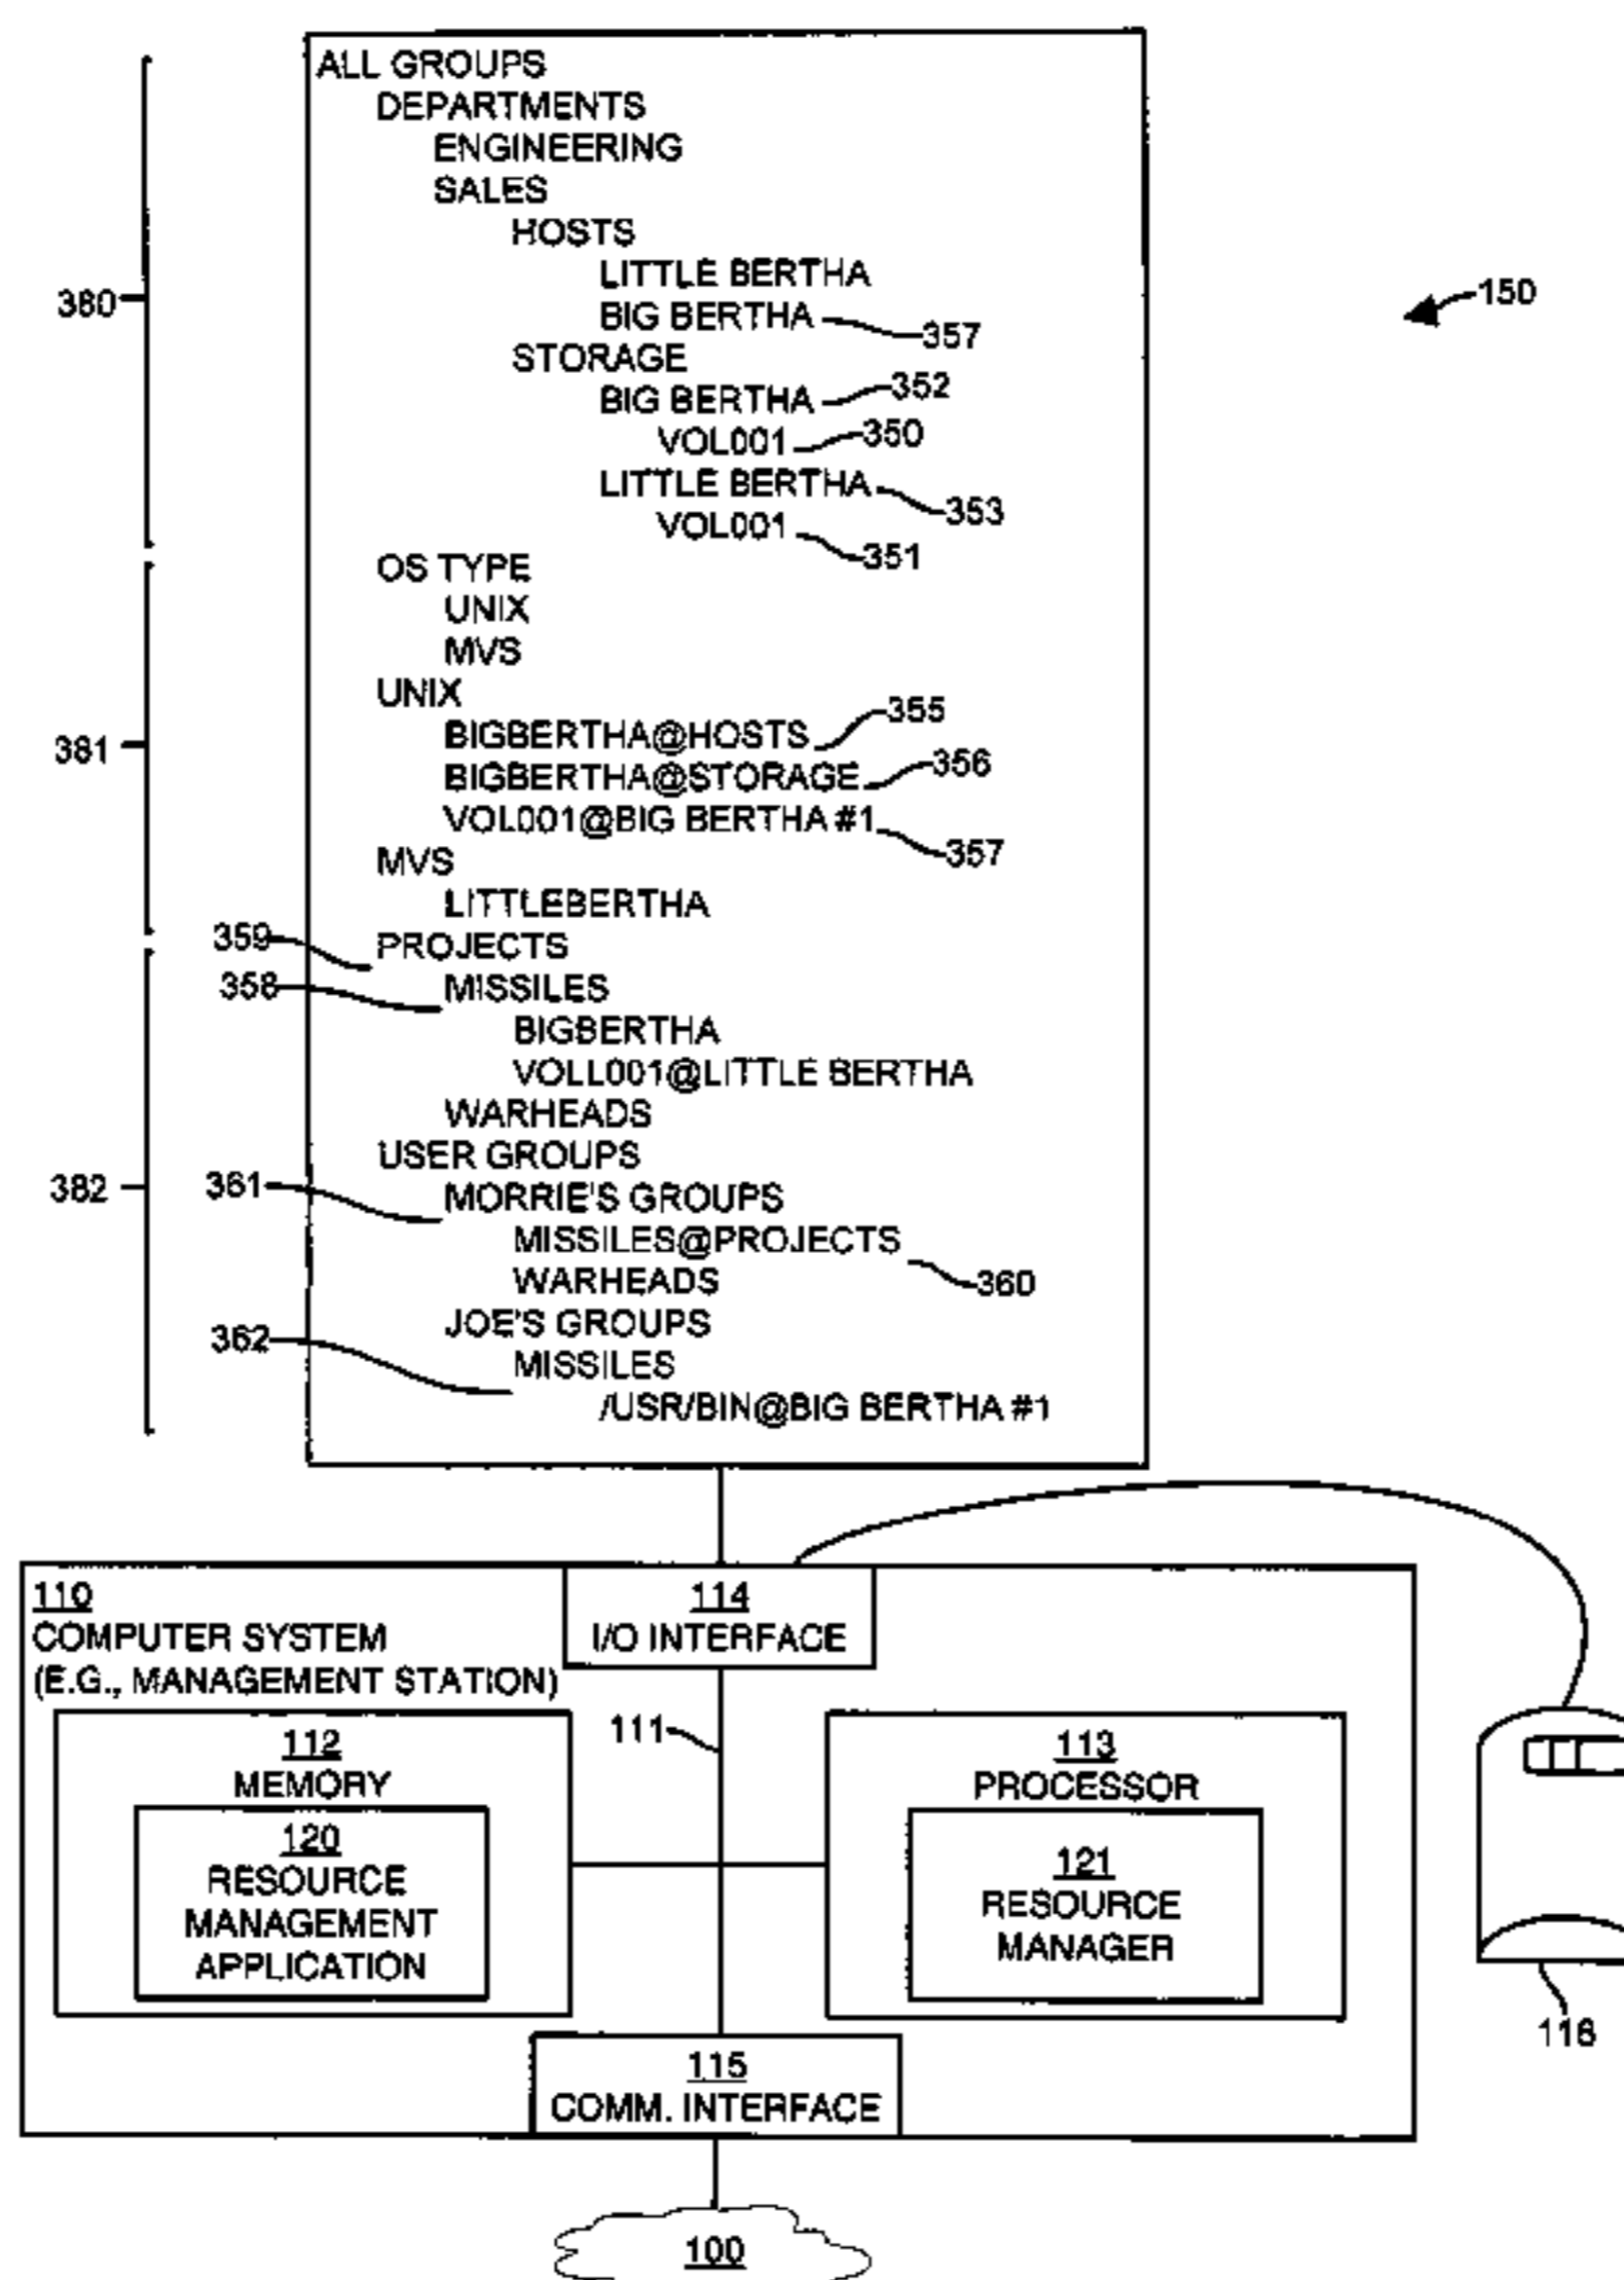 ALL GROUPS
DEPARTMENTS
ENGINEERING
SALES
HOSTS
LITTLE BERTHA
380
150
BIG BERTHA
357
STORAGE
BIG BERTHA
352
VOL001
350
LITTLE BERTHA
353
VOL001
351
OS TYPE
UNIX
MVS
UNIX
BIGBERTHA@HOSTS
355
381
BIGBERTHA@STORAGE
356
VOL001@BIG BERTHA #1
357
MVS
LITTLEBERTHA
359
PROJECTS
358
MISSILES
BIGBERTHA
VOLL001@LITTLE BERTHA
WARHEADS
USER GROUPS
382
361
MORRIE'S GROUPS
MISSILES@PROJECTS
WARHEADS
360
JOE'S GROUPS
362
MISSILES
/USR/BIN@BIG BERTHA #1
110
COMPUTER SYSTEM
(E.G., MANAGEMENT STATION)
114
I/O INTERFACE
111
112
MEMORY
120
RESOURCE
MANAGEMENT
APPLICATION
113
PROCESSOR
121
RESOURCE
MANAGER
116
115
COMM. INTERFACE
100